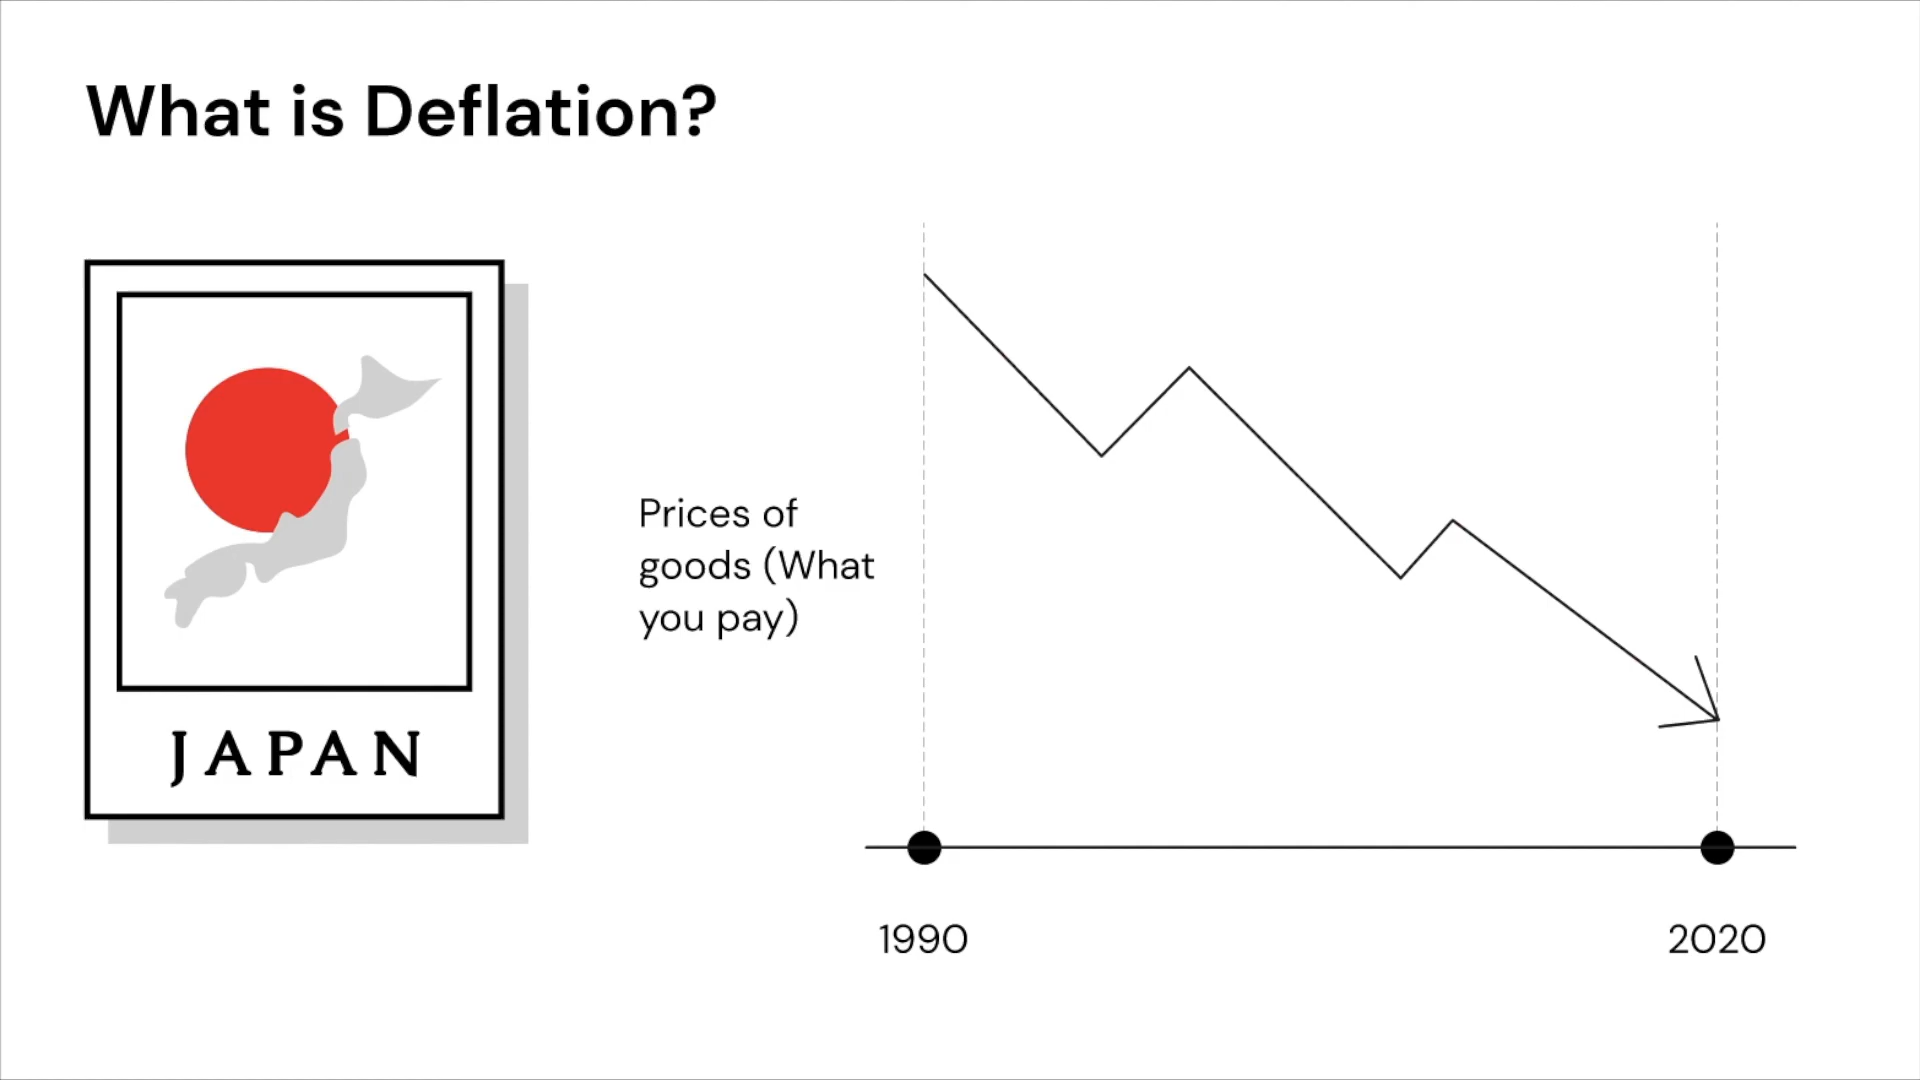 What is Deflation?
Prices of
goods (What
you pay)
JAPAN
1990
2020